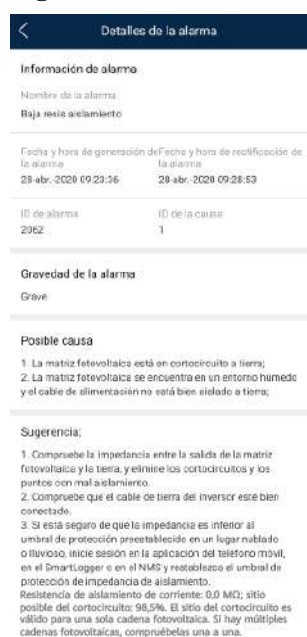 Detalles de la alarma
Información de alarma
Nombre de la alarma
Baja resis aislamiento
Fecha y hora de generación de la alarma
Fecha y hora de rectificación de la alarma
28-abr.-2020 09:23:36
28-abr.-2020 09:28:53
ID de alarma
ID de la causa
2062
1
Gravedad de la alarma
Grave
Posible causa
1. La matriz fotovoltaica está en cortocircuito a tierra;
2. La matriz fotovoltaica se encuentra en un entorno húmedo
y el cable de alimentación no está bien aislado a tierra;
Sugerencia:
1. Compruebe la impedancia entre la salida de la matriz
fotovoltaica y la tierra, y elimine los cortocircuitos y los
puntos con mal aislamiento.
2. Compruebe que el cable de tierra del inversor esté bien
conectado.
3. Si está seguro de que la impedancia es inferior al
umbral de protección preestablecido en un lugar nublado
o lluvioso, inicie sesión en la aplicación del teléfono móvil,
en el SmartLogger o en el NMS y restablezca el umbral de
protección de impedancia de aislamiento.
Resistencia de aislamiento de corriente: 0,0 MΩ; sitio
posible del cortocircuito: 98,5%. El sitio del cortocircuito es
válido para una sola cadena fotovoltaica. Si hay múltiples
cadenas fotovoltaicas, compruébelas una a una.